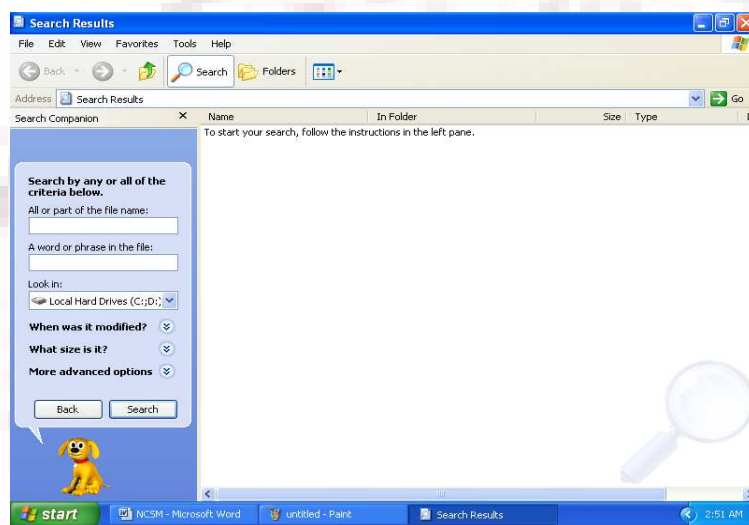 Search Results
File Edit View Favorites Tools Help
Back Search Folders
Address Search Results Go
Search Companion Name In Folder Size Type
To start your search, follow the instructions in the left pane.
Search by any or all of the
criteria below.
All or part of the file name:
A word or phrase in the file:
Look in:
Local Hard Drives (C:;D:;
When was it modified?
What size is it?
More advanced options
Back Search
start NCSM - Microsoft Word untitled - Paint Search Results 2:51 AM